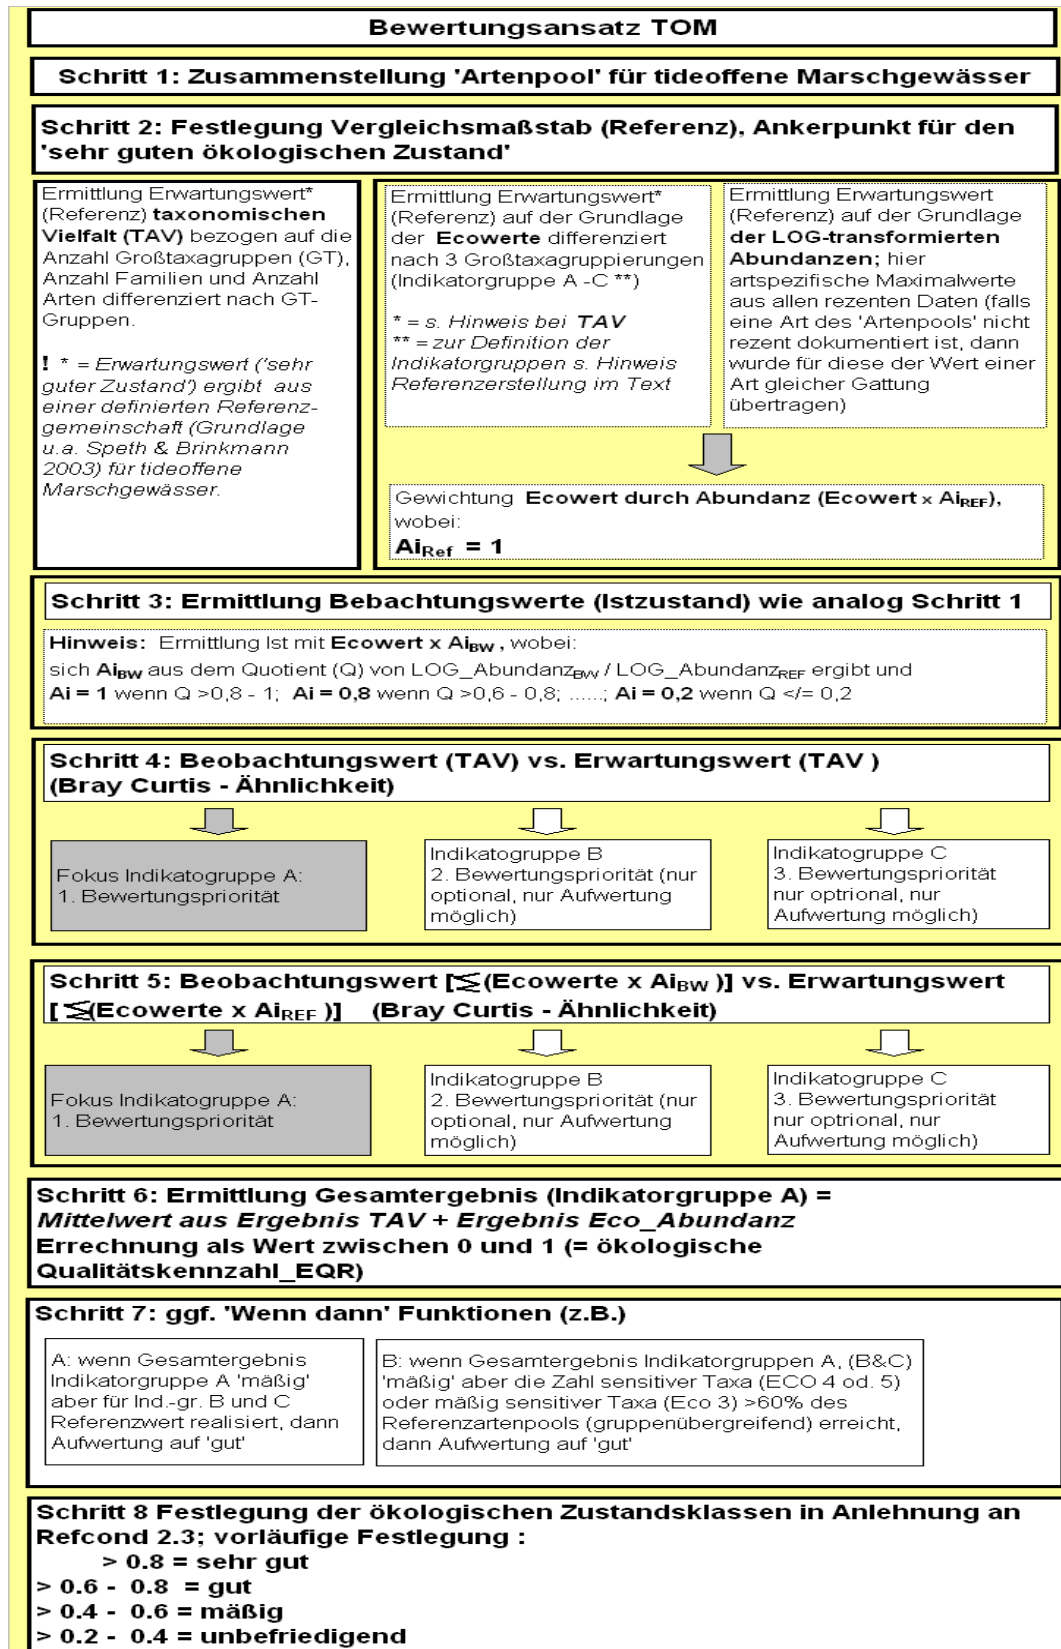 Bewertungsansatz TOM
Schritt 1: Zusammenstellung 'Artenpool' für tideoffene Marschgewässer
Schritt 2: Festlegung Vergleichsmaßstab (Referenz), Ankerpunkt für den
'sehr guten ökologischen Zustand'
Ermittlung Erwartungswert*
(Referenz) taxonomischen
Vielfalt (TAV) bezogen auf die
Anzahl Großtaxagruppen (GT),
Anzahl Familien und Anzahl
Arten differenziert nach GT-
Gruppen.
! * = Erwartungswert ('sehr
guter Zustand') ergibt aus
einer definierten Referenz-
gemeinschaft (Grundlage
u.a. Speth & Brinkmann
2003) für tideoffene
Marschgewässer.
Ermittlung Erwartungswert*
(Referenz) auf der Grundlage
der Ecowerte differenziert
nach 3 Großtaxagruppierungen
(Indikatorgruppe A -C **)
* = s. Hinweis bei TAV
** = zur Definition der
Indikatorgruppen s. Hinweis
Referenzerstellung im Text
Ermittlung Erwartungswert
(Referenz) auf der Grundlage
der LOG-transformierten
Abundanzen; hier
artspezifische Maximalwerte
aus allen rezenten Daten (falls
eine Art des 'Artenpools' nicht
rezent dokumentiert ist, dann
wurde für diese der Wert einer
Art gleicher Gattung
übertragen)
Gewichtung Ecowert durch Abundanz (Ecowert x AiREF),
wobei:
AiRef = 1
Schritt 3: Ermittlung Bebachtungswerte (Istzustand) wie analog Schritt 1
Hinweis: Ermittlung Ist mit Ecowert x AiBW , wobei:
sich AiBW aus dem Quotient (Q) von LOG_AbundanzBW / LOG_AbundanzREF ergibt und
Ai = 1 wenn Q >0,8 - 1; Ai = 0,8 wenn Q >0,6 - 0,8; ......; Ai = 0,2 wenn Q </= 0,2
Schritt 4: Beobachtungswert (TAV) vs. Erwartungswert (TAV )
(Bray Curtis - Ähnlichkeit)
Fokus Indikatogruppe A:
1. Bewertungspriorität
Indikatogruppe B
2. Bewertungspriorität (nur
optional, nur Aufwertung
möglich)
Indikatogruppe C
3. Bewertungspriorität
nur optrional, nur
Aufwertung möglich)
Schritt 5: Beobachtungswert [≤(Ecowerte x AiBW )] vs. Erwartungswert
[ ≤(Ecowerte x AiREF )] (Bray Curtis - Ähnlichkeit)
Fokus Indikatogruppe A:
1. Bewertungspriorität
Indikatogruppe B
2. Bewertungspriorität (nur
optional, nur Aufwertung
möglich)
Indikatogruppe C
3. Bewertungspriorität
nur optrional, nur
Aufwertung möglich)
Schritt 6: Ermittlung Gesamtergebnis (Indikatorgruppe A) =
Mittelwert aus Ergebnis TAV + Ergebnis Eco_Abundanz
Errechnung als Wert zwischen 0 und 1 (= ökologische
Qualitätskennzahl_EQR)
Schritt 7: ggf. 'Wenn dann' Funktionen (z.B.)
A: wenn Gesamtergebnis
Indikatorgruppe A 'mäßig'
aber für Ind.-gr. B und C
Referenzwert realisiert, dann
Aufwertung auf 'gut'
B: wenn Gesamtergebnis Indikatorgruppen A, (B&C)
'mäßig' aber die Zahl sensitiver Taxa (ECO 4 od. 5)
oder mäßig sensitiver Taxa (Eco 3) >60% des
Referenzartenpools (gruppenübergreifend) erreicht,
dann Aufwertung auf 'gut'
Schritt 8 Festlegung der ökologischen Zustandsklassen in Anlehnung an
Refcond 2.3; vorläufige Festlegung :
> 0.8 = sehr gut
> 0.6 - 0.8 = gut
> 0.4 - 0.6 = mäßig
> 0.2 - 0.4 = unbefriedigend